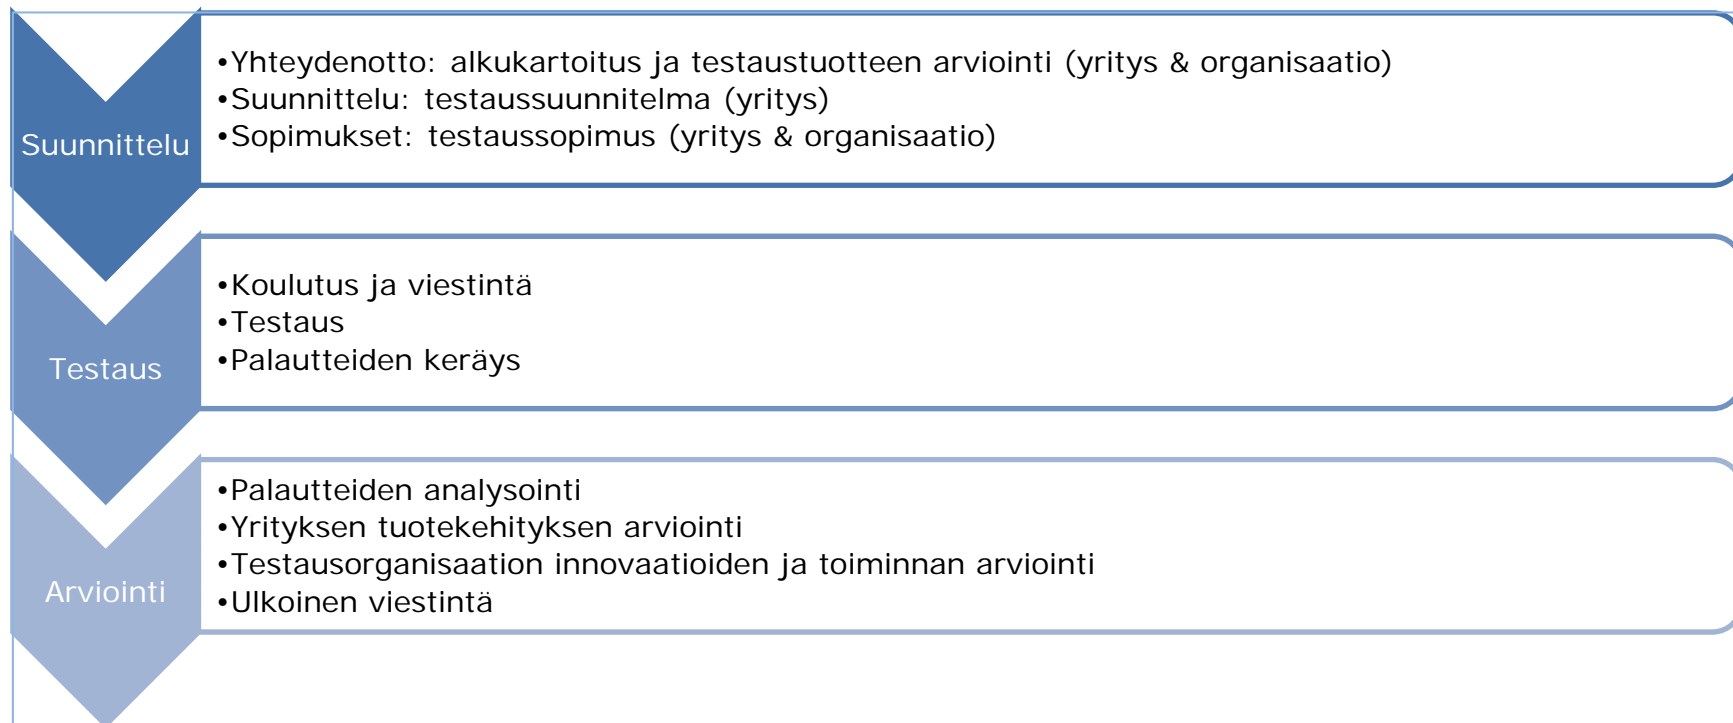 Suunnittelu
•Yhteydenotto: alkukartoitus ja testaustuotteen arviointi (yritys & organisaatio)
•Suunnittelu: testaussuunnitelma (yritys)
•Sopimukset: testaussopimus (yritys & organisaatio)
Testaus
•Koulutus ja viestintä
•Testaus
•Palautteiden keräys
Arviointi
•Palautteiden analysointi
•Yrityksen tuotekehityksen arviointi
•Testausorganisaation innovaatioiden ja toiminnan arviointi
•Ulkoinen viestintä